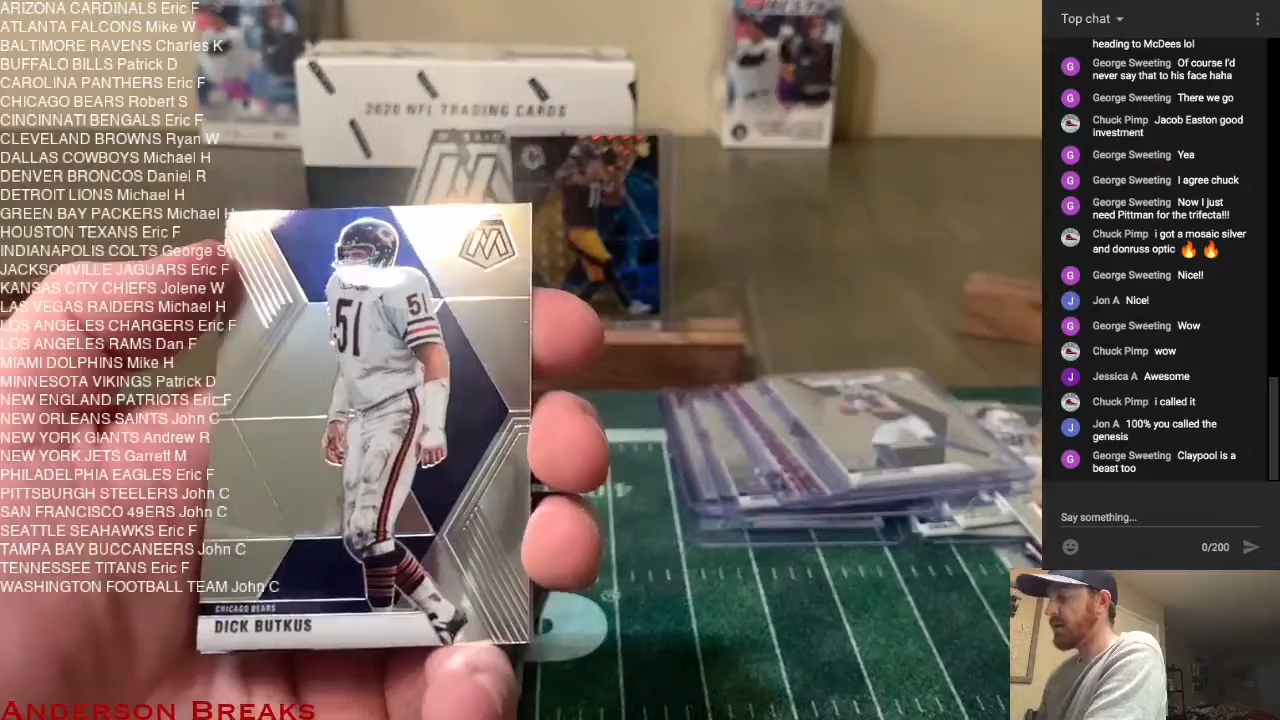 ARIZONA CARDINALS Eric F
ATLANTA FALCONS Mike W
BALTIMORE RAVENS Charles K
BUFFALO BILLS Patrick D
CAROLINA PANTHERS Eric F
CHICAGO BEARS Robert S
CINCINNATI BENGALS Eric F
CLEVELAND BROWNS Ryan W
DALLAS COWBOYS Michael H
DENVER BRONCOS Daniel R
DETROIT LIONS Michael H
GREEN BAY PACKERS Michael H
HOUSTON TEXANS Eric F
INDIANAPOLIS COLTS George S
JACKSONVILLE JAGUARS Eric F
KANSAS CITY CHIEFS Jolene W
LAS VEGAS RAIDERS Michael H
LOS ANGELES CHARGERS Eric F
LOS ANGELES RAMS Dan F
MIAMI DOLPHINS Mike H
MINNESOTA VIKINGS Patrick D
NEW ENGLAND PATRIOTS Eric F
NEW ORLEANS SAINTS John C
NEW YORK GIANTS Andrew R
NEW YORK JETS Garrett M
PHILADELPHIA EAGLES Eric F
PITTSBURGH STEELERS John C
SAN FRANCISCO 49ERS John C
SEATTLE SEAHAWKS Eric F
TAMPA BAY BUCCANEERS John C
TENNESSEE TITANS Eric F
WASHINGTON FOOTBALL TEAM John C
ANDERSON BREAKS
2020 NFL TRADING CARDS
51
51
CHICAGO BEARS
DICK BUTKUS
Top chat
heading to McDees lol
George Sweeting Of course I'd
never say that to his face haha
George Sweeting There we go
Chuck Pimp Jacob Easton good
investment
George Sweeting Yea
George Sweeting I agree chuck
George Sweeting Now I just
need Pittman for the trifecta!!!
Chuck Pimp i got a mosaic silver
and donruss optic 🔥 🔥
George Sweeting Nice!!
Jon A Nice!
George Sweeting Wow
Chuck Pimp wow
Jessica A Awesome
Chuck Pimp i called it
Jon A 100% you called the
genesis
George Sweeting Claypool is a
beast too
Say something...
0/200